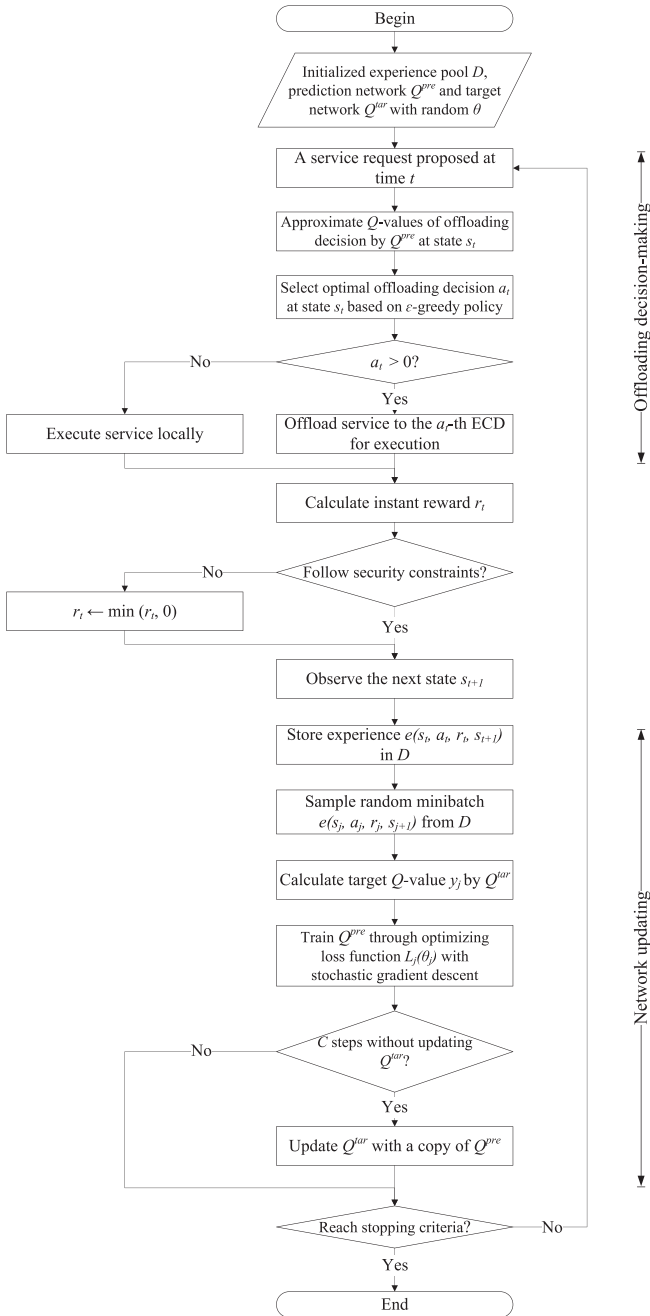 Begin
Initialized experience pool D,
prediction network Q^pre and target
network Q^tar with random θ
A service request proposed at
time t
Approximate Q-values of offloading
decision by Q^pre at state s_t
Select optimal offloading decision a_t
at state s_t based on ε-greedy policy
a_t > 0?
No
Yes
Execute service locally
Offload service to the a_t-th ECD
for execution
Offloading decision-making
Calculate instant reward r_t
Follow security constraints?
No
r_t ← min (r_t, 0)
Yes
Observe the next state s_{t+1}
Store experience e(s_t, a_t, r_t, s_{t+1})
in D
Sample random minibatch
e(s_j, a_j, r_j, s_{j+1}) from D
Calculate target Q-value y_j by Q^tar
Train Q^pre through optimizing
loss function L_j(θ_j) with
stochastic gradient descent
C steps without updating
Q^tar?
No
Yes
Update Q^tar with a copy of Q^pre
Network updating
Reach stopping criteria?
No
Yes
End